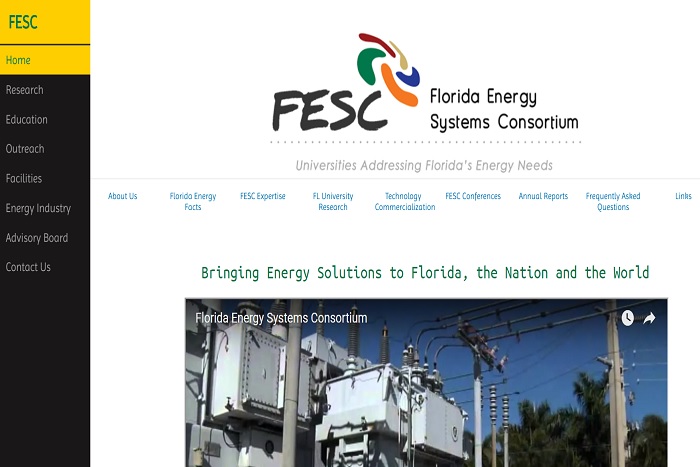 FESC
Home
Research
Education
Outreach
Facilities
Energy Industry
Advisory Board
Contact Us
FESC
Florida Energy
Systems Consortium
Universities Addressing Florida's Energy Needs
About Us
Florida Energy
Facts
FESC Expertise
FL University
Research
Technology
Commercialization
FESC Conferences
Annual Reports
Frequently Asked
Questions
Links
Bringing Energy Solutions to Florida, the Nation and the World
Florida Energy Systems Consortium